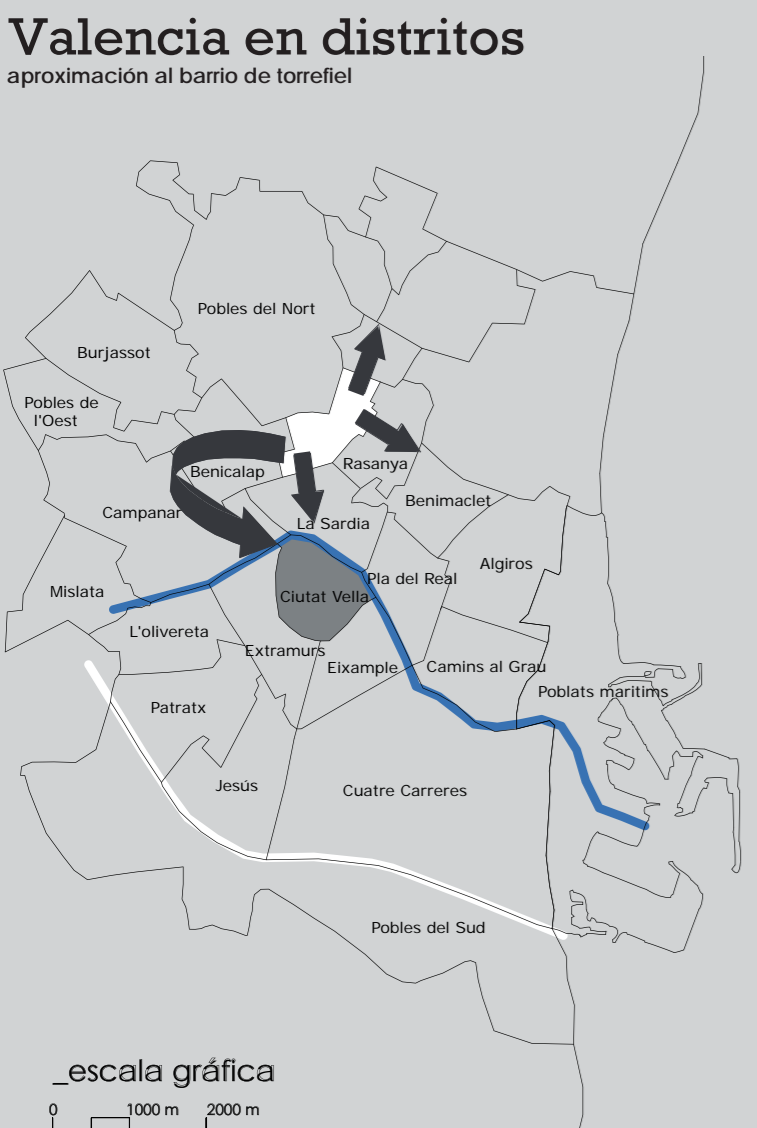 Valencia en distritos
aproximación al barrio de torrefiel
Pobles del Nort
Burjassot
Pobles de
l'Oest
Rasanya
Benicalap
Benimaclet
Campanar
La Sardia
Algiros
Pla del Real
Mislata
Ciutat Vella
L'olivereta
Extramurs
Eixample
Camins al Grau
Poblats maritims
Patratx
Jesús
Cuatre Carreres
Pobles del Sud
_escala gráfica
0 1000 m 2000 m